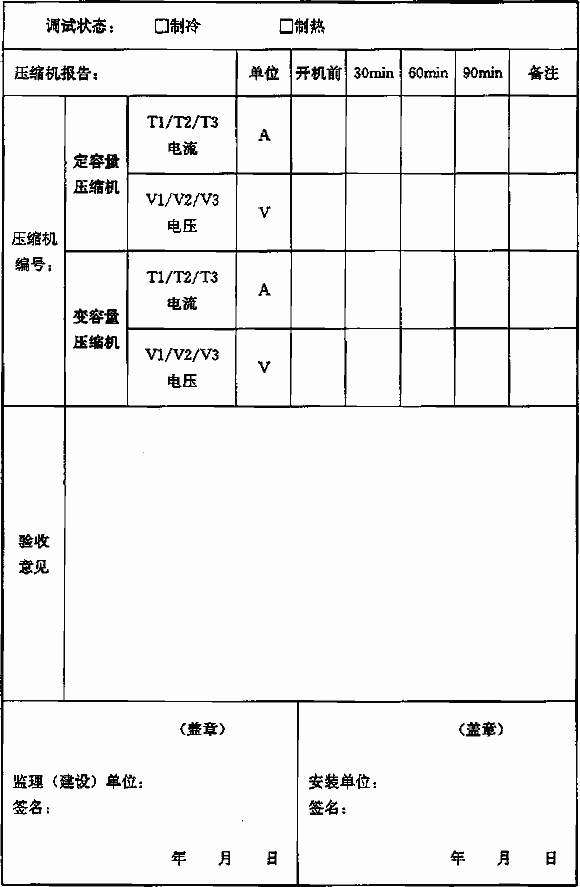 调试状态： □制冷 □制热
压缩机报告： 单位 开机前 30min 60min 90min 备注
压缩机
编号：
定容量
压缩机
T1/T2/T3
电流
A
V1/V2/V3
电压
V
变容量
压缩机
T1/T2/T3
电流
A
V1/V2/V3
电压
V
验收
意见
（盖章）
监理（建设）单位：
签名：
年 月 日
（盖章）
安装单位：
签名：
年 月 日